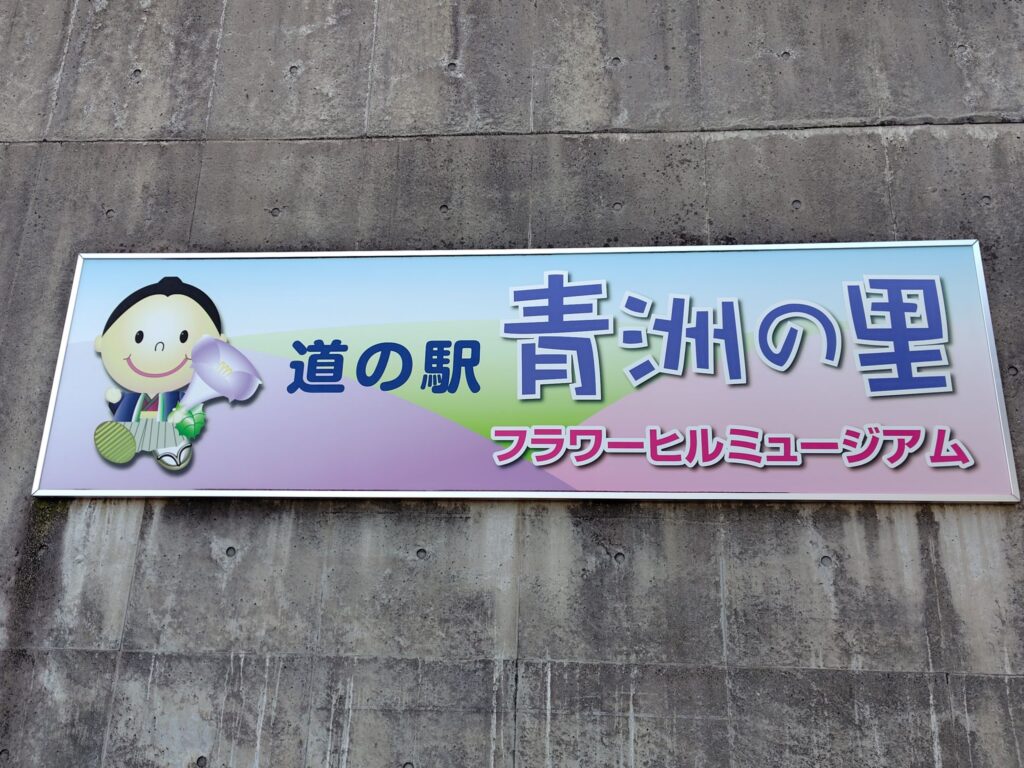 道の駅 青洲の里
フラワーヒルミュージアム